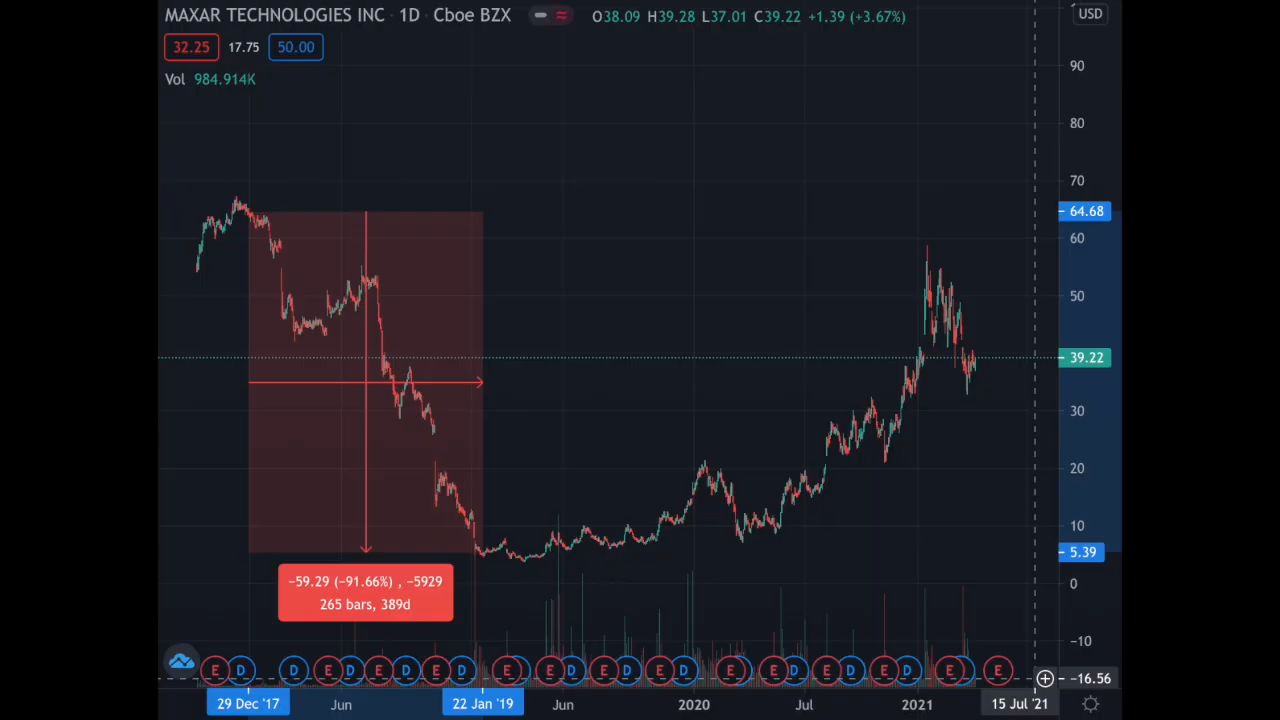 MAXAR TECHNOLOGIES INC · 1D · Cboe BZX O38.09 H39.28 L37.01 C39.22 +1.39 (+3.67%) USD
32.25 17.75 50.00
Vol 984.914K
90
80
70
64.68
60
50
39.22
30
20
10
5.39
0
−10
−16.56
−59.29 (−91.66%) , −5929
265 bars, 389d
E D D E D E D E D E E D E D E D E E D E D E D E E
29 Dec '17 Jun 22 Jan '19 Jun 2020 Jul 2021 15 Jul '21